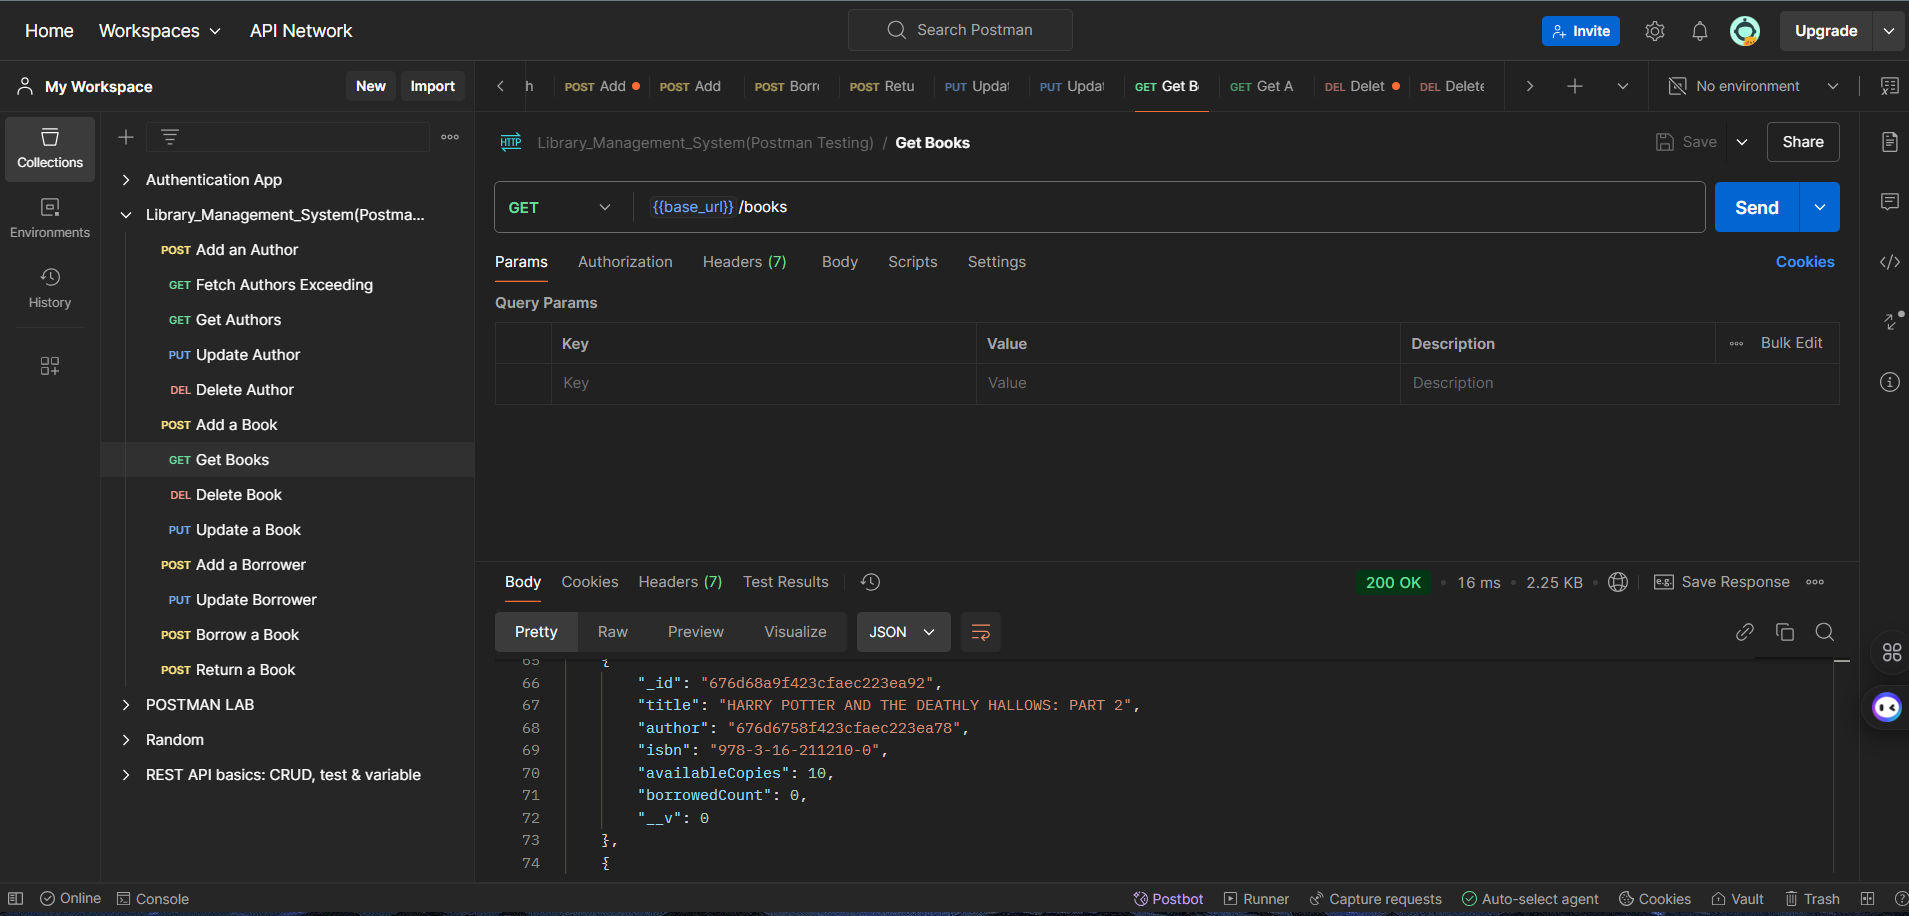 Home Workspaces API Network Search Postman Invite Upgrade
My Workspace New Import
h POST Add POST Add POST Borr POST Retu PUT Updat PUT Updat GET Get B GET Get A DEL Delet DEL Delete No environment
Collections
Environments
History
Authentication App
Library_Management_System(Postma...
POST Add an Author
GET Fetch Authors Exceeding
GET Get Authors
PUT Update Author
DEL Delete Author
POST Add a Book
GET Get Books
DEL Delete Book
PUT Update a Book
POST Add a Borrower
PUT Update Borrower
POST Borrow a Book
POST Return a Book
POSTMAN LAB
Random
REST API basics: CRUD, test & variable
HTTP Library_Management_System(Postman Testing) / Get Books Save Share
GET {{base_url}} /books Send
Params Authorization Headers (7) Body Scripts Settings Cookies
Query Params
Key Value Description Bulk Edit
Key Value Description
Body Cookies Headers (7) Test Results 200 OK 16 ms 2.25 KB e.g. Save Response
Pretty Raw Preview Visualize JSON
65 {
66 "_id": "676d68a9f423cfaec223ea92",
67 "title": "HARRY POTTER AND THE DEATHLY HALLOWS: PART 2",
68 "author": "676d6758f423cfaec223ea78",
69 "isbn": "978-3-16-211210-0",
70 "availableCopies": 10,
71 "borrowedCount": 0,
72 "__v": 0
73 },
74 {
Online Console Postbot Runner Capture requests Auto-select agent Cookies Vault Trash